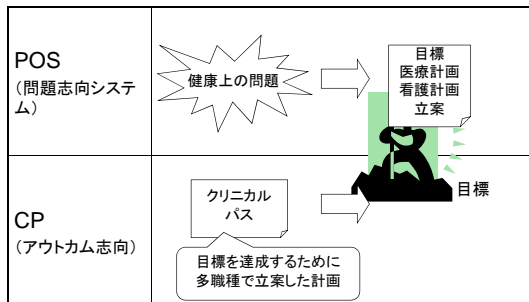 POS
（問題志向システ
ム）
健康上の問題
目標
医療計画
看護計画
立案
CP
（アウトカム志向）
クリニカル
パス
目標を達成するために
多職種で立案した計画
目標